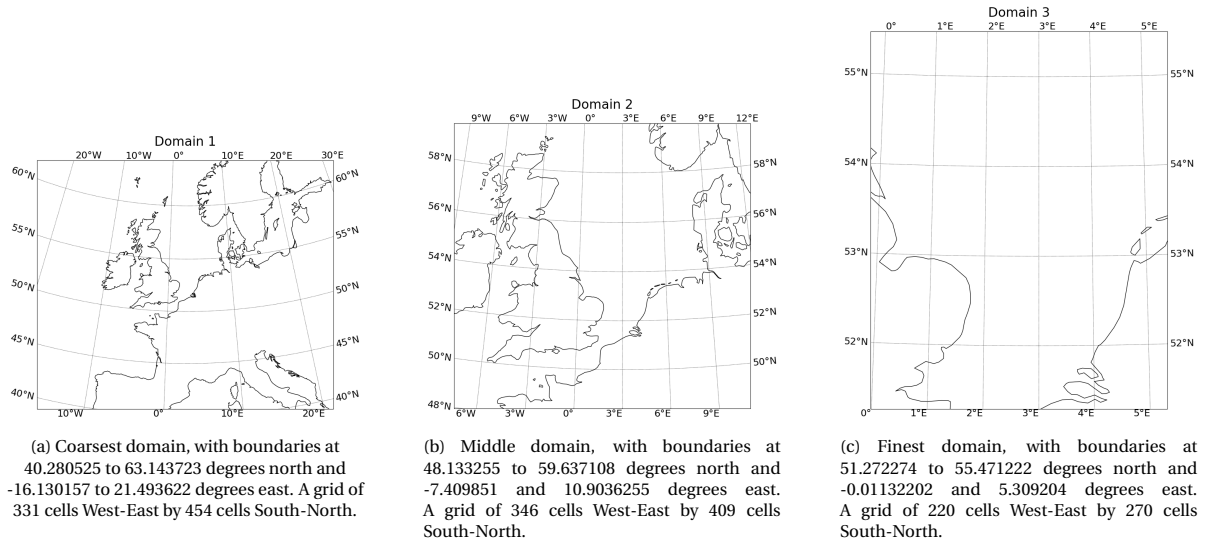 Domain 1
20°W 10°W 0° 10°E 20°E 30°E
60°N 60°N
55°N 55°N
50°N 50°N
45°N 45°N
40°N 40°N
10°W 0° 10°E 20°E
(a) Coarsest domain, with boundaries at
40.280525 to 63.143723 degrees north and
-16.130157 to 21.493622 degrees east. A grid of
331 cells West-East by 454 cells South-North.
Domain 2
9°W 6°W 3°W 0° 3°E 6°E 9°E 12°E
58°N 58°N
56°N 56°N
54°N 54°N
52°N 52°N
50°N 50°N
48°N
6°W 3°W 0° 3°E 6°E 9°E
(b) Middle domain, with boundaries at
48.133255 to 59.637108 degrees north and
-7.409851 and 10.9036255 degrees east.
A grid of 346 cells West-East by 409 cells
South-North.
Domain 3
0° 1°E 2°E 3°E 4°E 5°E
55°N 55°N
54°N 54°N
53°N 53°N
52°N 52°N
0° 1°E 2°E 3°E 4°E 5°E
(c) Finest domain, with boundaries at
51.272274 to 55.471222 degrees north and
-0.01132202 and 5.309204 degrees east.
A grid of 220 cells West-East by 270 cells
South-North.